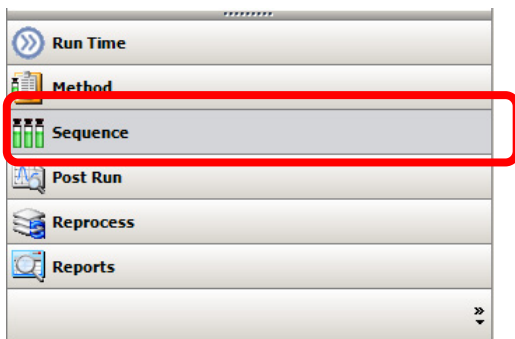 Run Time
Method
Sequence
Post Run
Reprocess
Reports